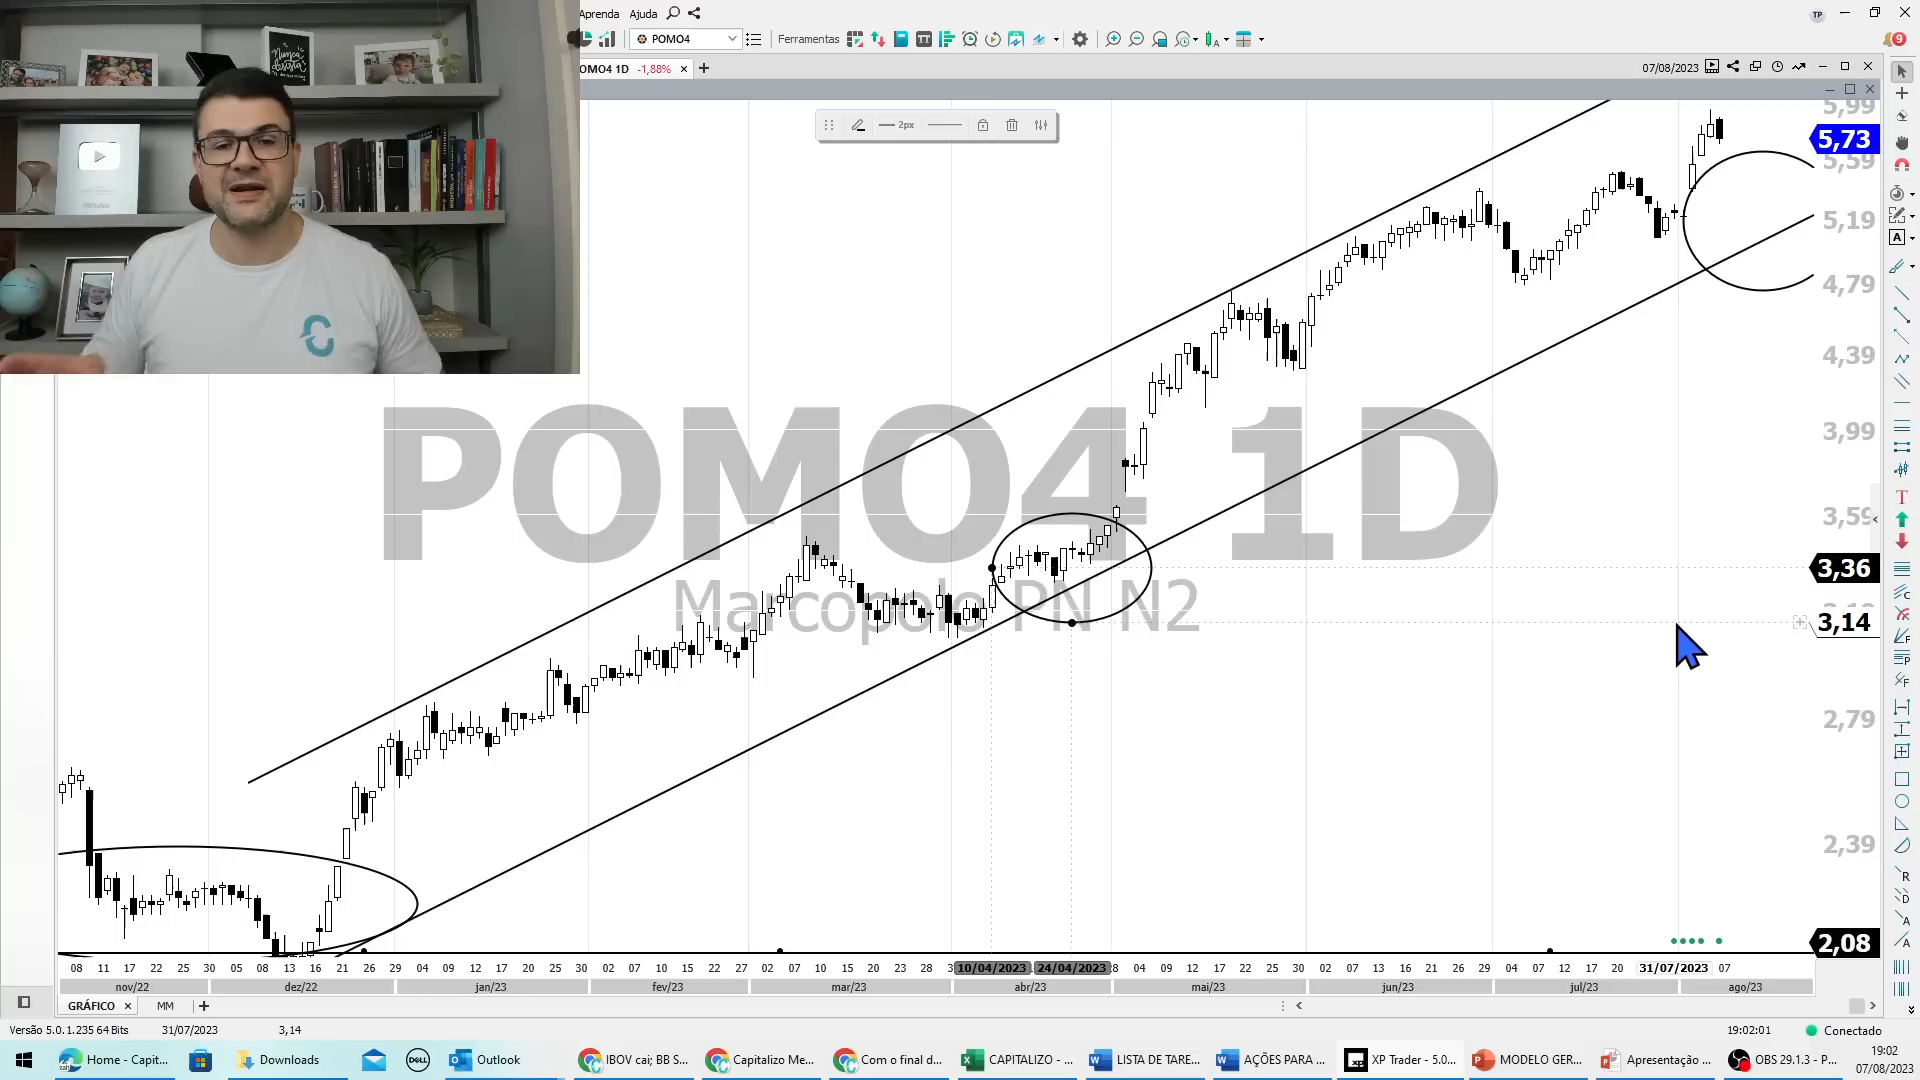 Aprenda Ajuda TP
POMO4 Ferramentas TT 2px 9
OMO4 1D -1,88% × + 07/08/2023
POMO4 1D
Marcopolo PN N2
5,99
5,73
5,59
5,19
4,79
4,39
3,99
3,59
3,36
3,14
2,79
2,39
2,08
08 11 17 22 25 30 05 08 13 16 21 26 29 04 09 12 17 20 25 30 02 07 10 15 22 27 02 07 10 15 20 23 28 10/04/2023 24/04/2023 28 04 09 12 17 22 25 30 02 07 13 16 21 26 29 04 07 12 17 20 31/07/2023 07
nov/22 dez/22 jan/23 fev/23 mar/23 abr/23 mai/23 jun/23 jul/23 ago/23
GRÁFICO × MM +
Versão 5.0.1.235 64 Bits 31/07/2023 3,14 19:02:01 Conectado
Home - Capit... Downloads DELL Outlook IBOV cai; BB S... Capitalizo Me... Com o final d... CAPITALIZO - ... LISTA DE TARE... AÇÕES PARA ... XP Trader - 5.0... MODELO GER... Apresentação ... OBS 29.1.3 - P... 19:02
07/08/2023